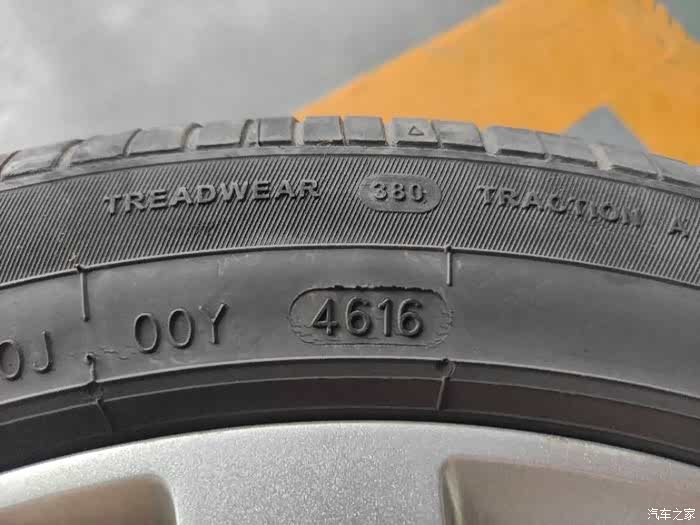 TREADWEAR 380 TRACTION A
0J 00Y 4616
汽车之家